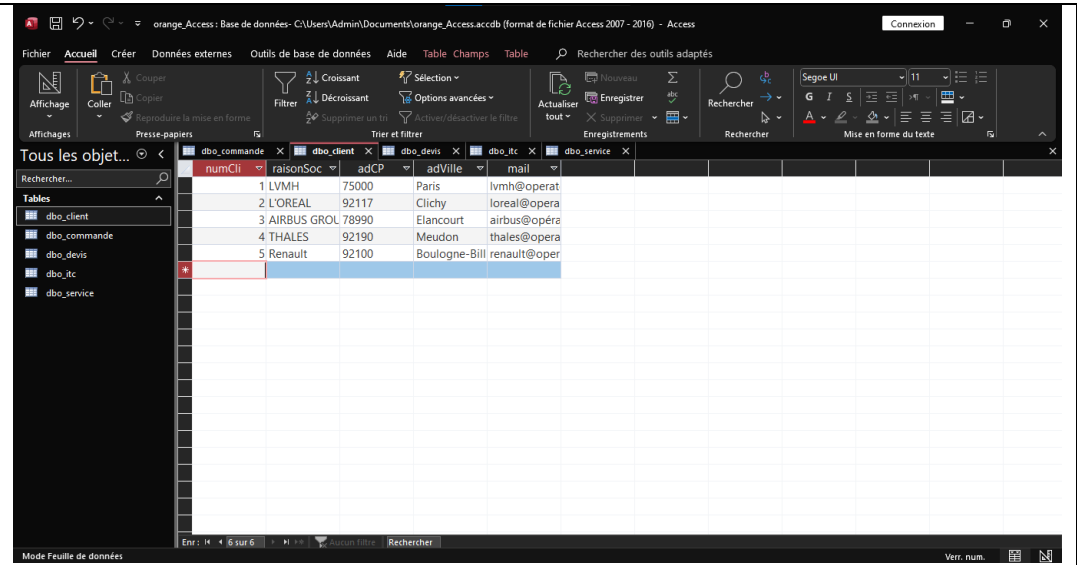 orange_Access : Base de données- C:\Users\Admin\Documents\orange_Access.accdb (format de fichier Access 2007 - 2016) - Access Connexion
Fichier Accueil Créer Données externes Outils de base de données Aide Table Champs Table Rechercher des outils adaptés
Affichage Coller Couper Copier Reproduire la mise en forme
Filtrer Croissant Décroissant Supprimer un tri Sélection Options avancées Activer/désactiver le filtre
Actualiser tout Nouveau Enregistrer Supprimer Rechercher
Segoe UI 11
G I S
Affichages Presse-papiers Trier et filtrer Enregistrements Rechercher Mise en forme du texte
Tous les objet...
Rechercher...
Tables
dbo_client
dbo_commande
dbo_devis
dbo_itc
dbo_service
dbo_commande dbo_client dbo_devis dbo_itc dbo_service
numCli raisonSoc adCP adVille mail
1 LVMH 75000 Paris lvmh@operat
2 L'OREAL 92117 Clichy loreal@opera
3 AIRBUS GROU 78990 Elancourt airbus@opéra
4 THALES 92190 Meudon thales@opera
5 Renault 92100 Boulogne-Bill renault@oper
Enr : 6 sur 6 Aucun filtre Rechercher
Mode Feuille de données Verr. num.